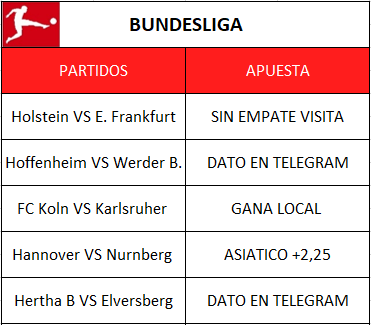 BUNDESLIGA
PARTIDOS APUESTA
Holstein VS E. Frankfurt SIN EMPATE VISITA
Hoffenheim VS Werder B. DATO EN TELEGRAM
FC Koln VS Karlsruher GANA LOCAL
Hannover VS Nurnberg ASIATICO +2,25
Hertha B VS Elversberg DATO EN TELEGRAM